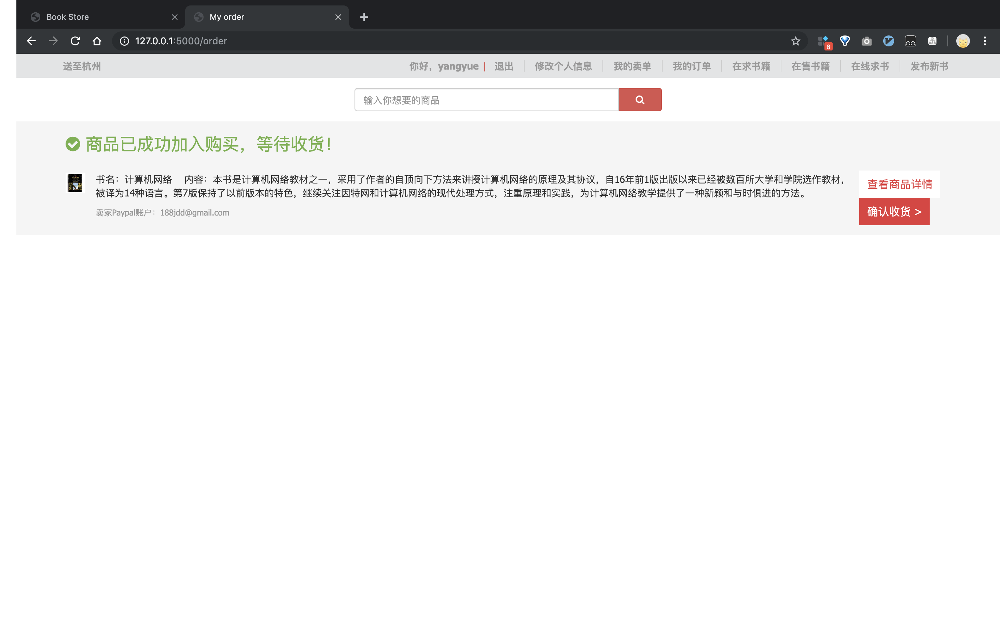 Book Store
My order
127.0.0.1:5000/order
8
送至杭州
你好，yangyue
退出
修改个人信息
我的卖单
我的订单
在求书籍
在售书籍
在线求书
发布新书
输入你想要的商品
商品已成功加入购买，等待收货！
书名：计算机网络 内容：本书是计算机网络教材之一，采用了作者的自顶向下方法来讲授计算机网络的原理及其协议，自16年前1版出版以来已经被数百所大学和学院选作教材，
被译为14种语言。第7版保持了以前版本的特色，继续关注因特网和计算机网络的现代处理方式，注重原理和实践，为计算机网络教学提供了一种新颖和与时俱进的方法。
卖家Paypal账户：188jdd@gmail.com
查看商品详情
确认收货 >